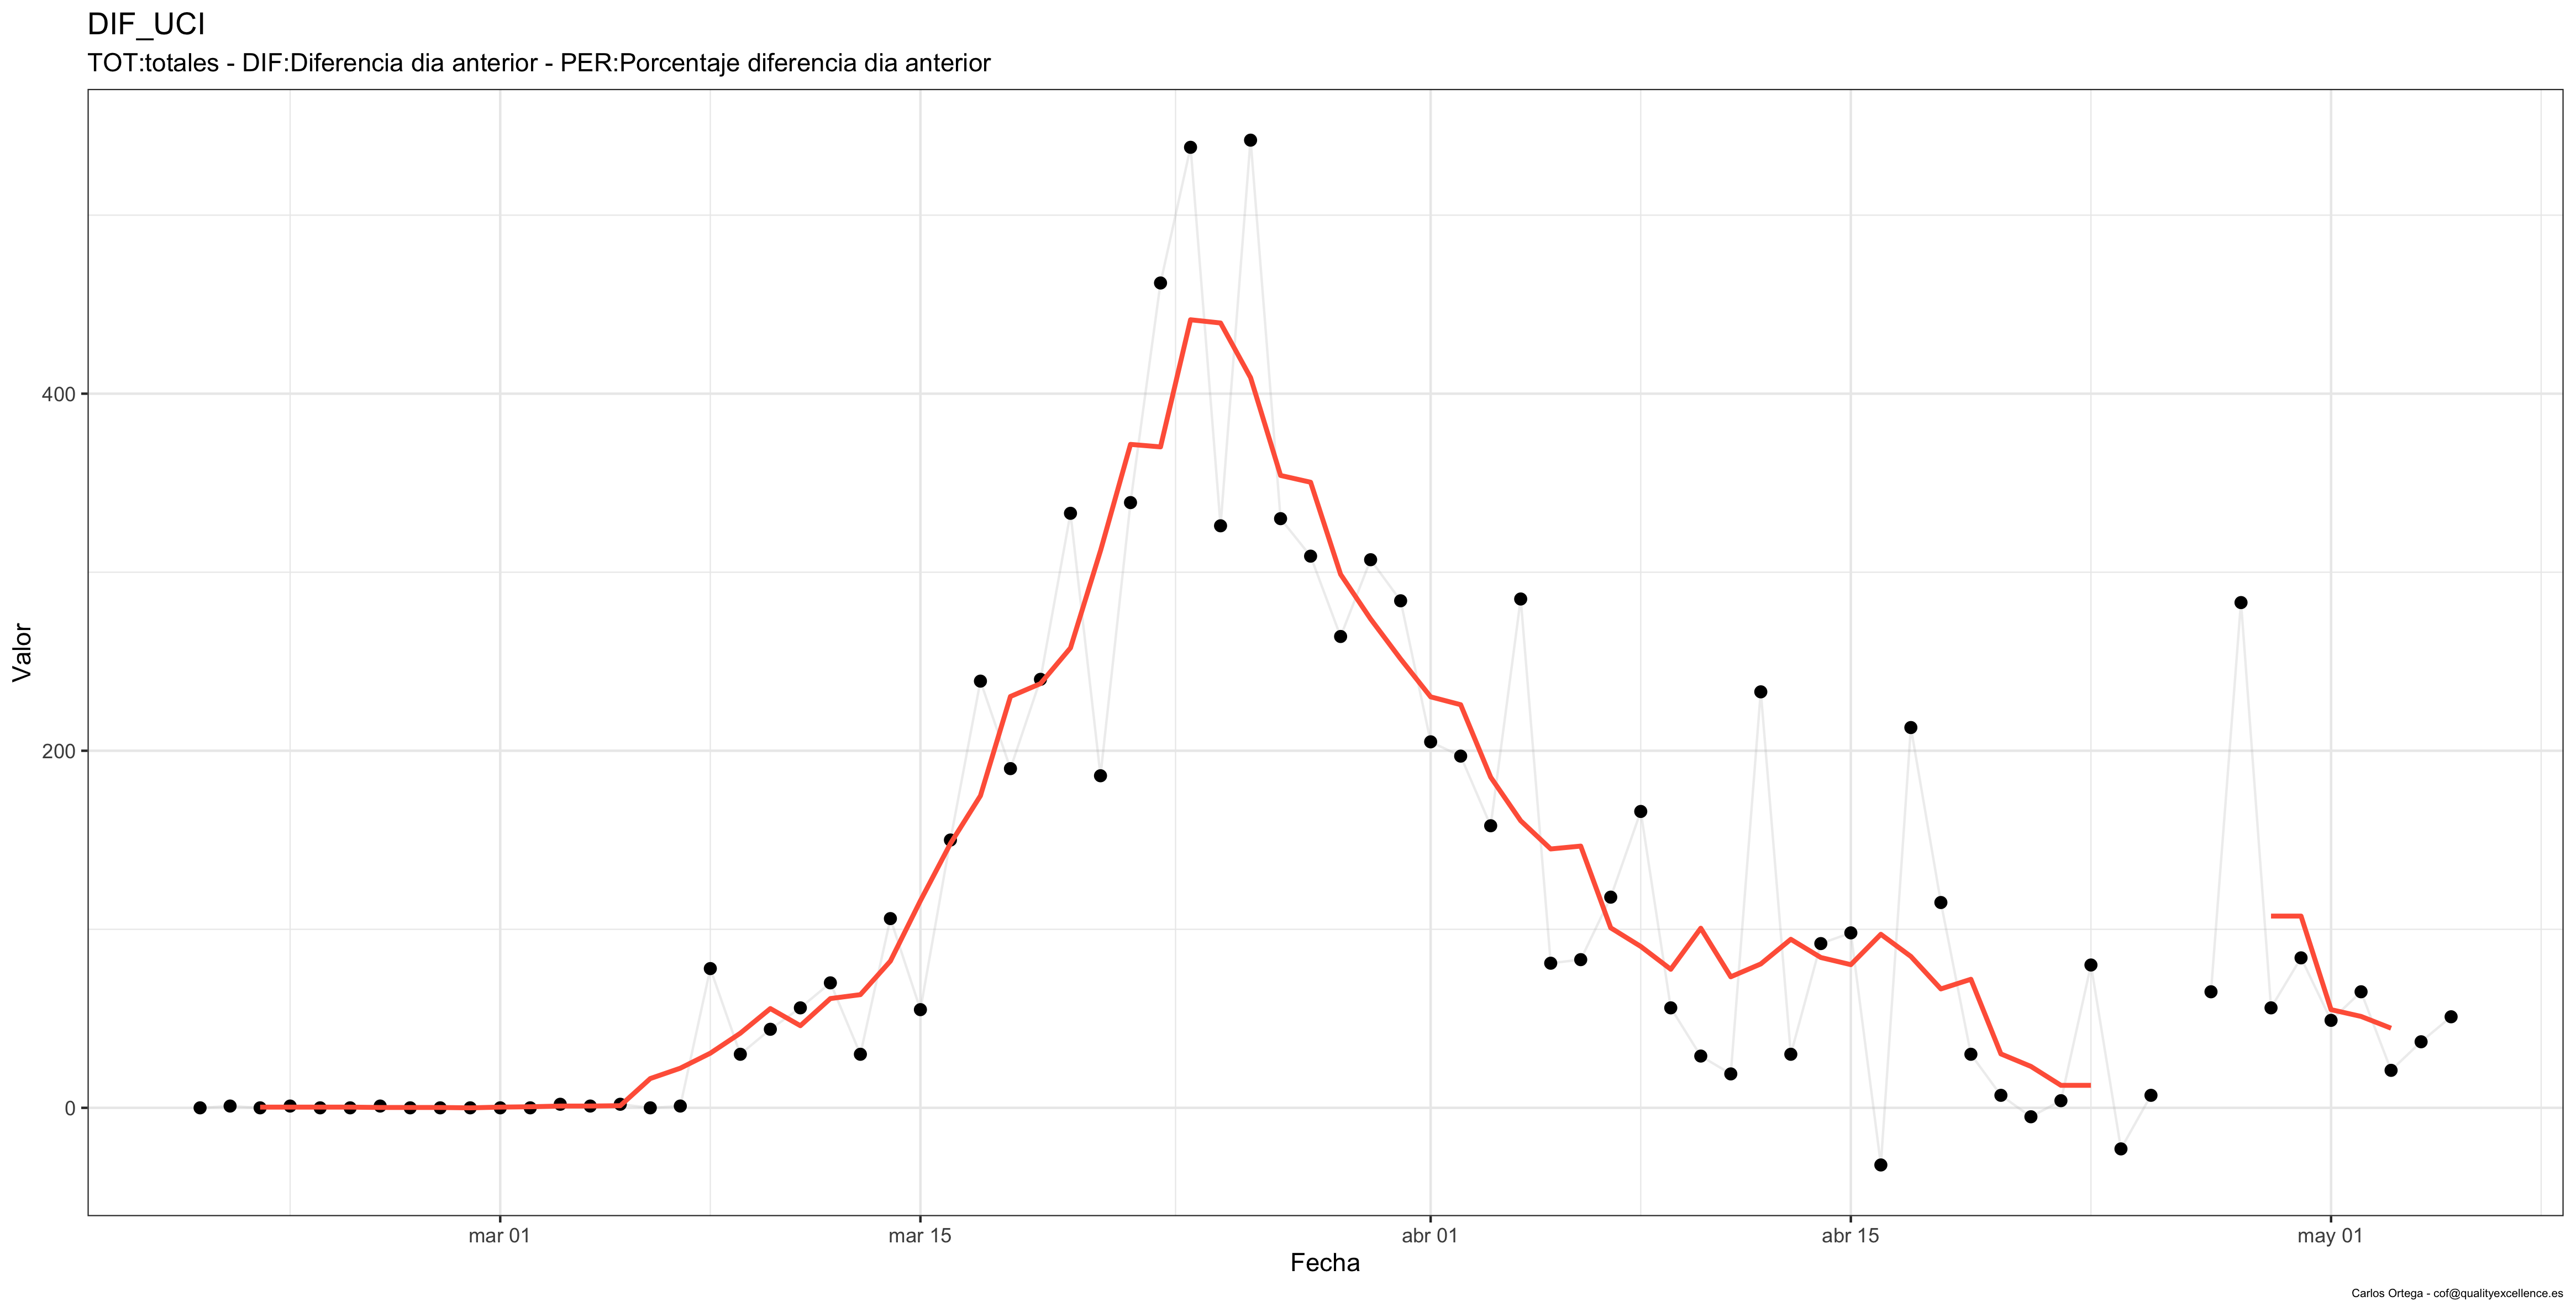 DIF_UCI
TOT:totales - DIF:Diferencia dia anterior - PER:Porcentaje diferencia dia anterior
Valor
400
200
0
mar 01
mar 15
abr 01
abr 15
may 01
Fecha
Carlos Ortega - cof@qualityexcellence.es